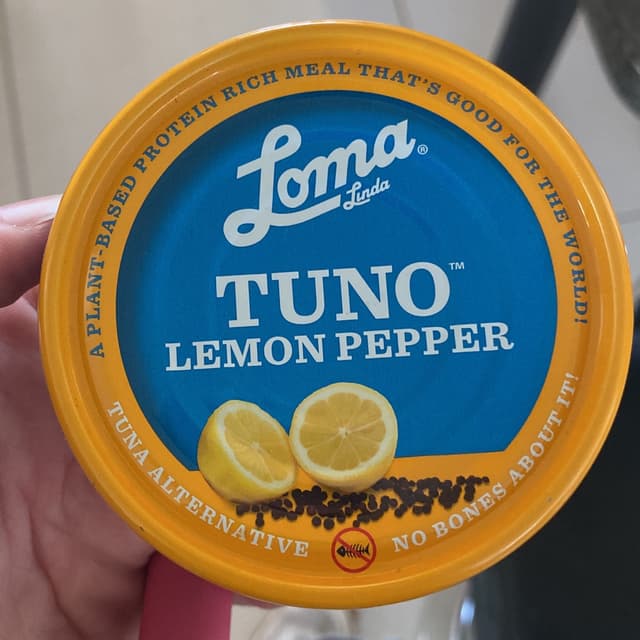 A PLANT-BASED PROTEIN RICH MEAL THAT'S GOOD FOR THE WORLD!
Loma®
Linda
TUNO™
LEMON PEPPER
TUNA ALTERNATIVE
NO BONES ABOUT IT!